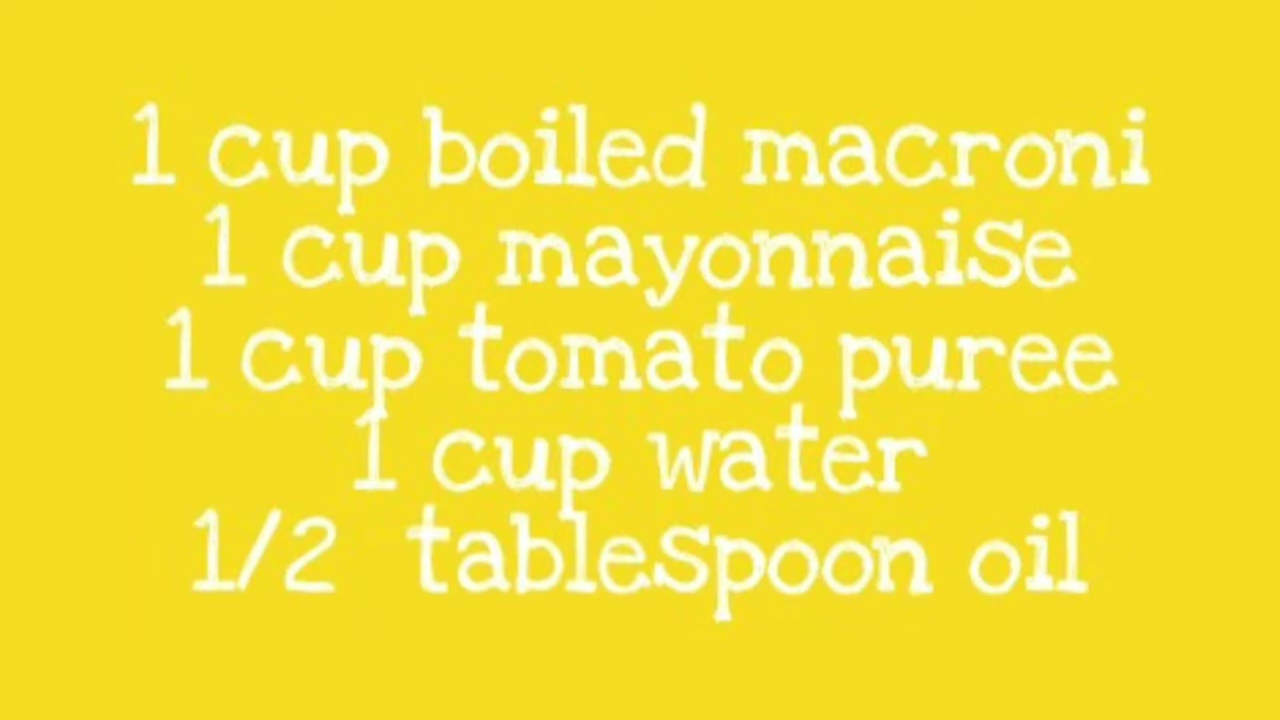 1 cup boiled macroni
1 cup mayonnaise
1 cup tomato puree
1 cup water
1/2 tablespoon oil